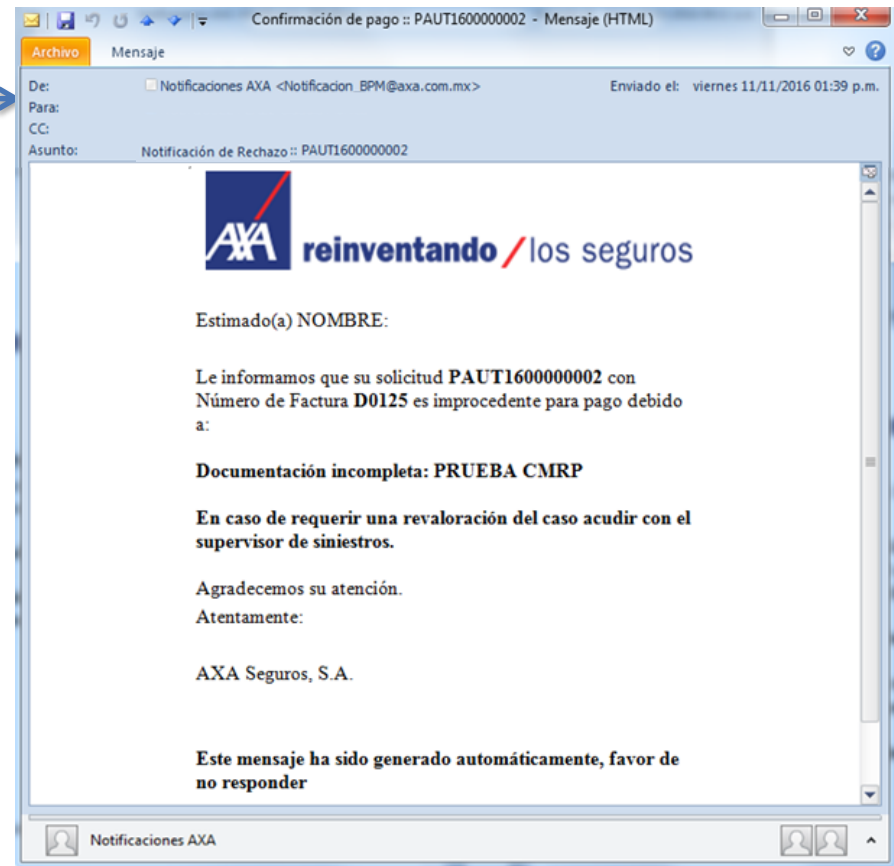 Confirmación de pago :: PAUT1600000002 - Mensaje (HTML)
Archivo Mensaje
De: Notificaciones AXA <Notificacion_BPM@axa.com.mx> Enviado el: viernes 11/11/2016 01:39 p.m.
Para:
CC:
Asunto: Notificación de Rechazo :: PAUT1600000002
AXA reinventando / los seguros
Estimado(a) NOMBRE:
Le informamos que su solicitud PAUT1600000002 con
Número de Factura D0125 es improcedente para pago debido
a:
Documentación incompleta: PRUEBA CMRP
En caso de requerir una revaloración del caso acudir con el
supervisor de siniestros.
Agradecemos su atención.
Atentamente:
AXA Seguros, S.A.
Este mensaje ha sido generado automáticamente, favor de
no responder
Notificaciones AXA